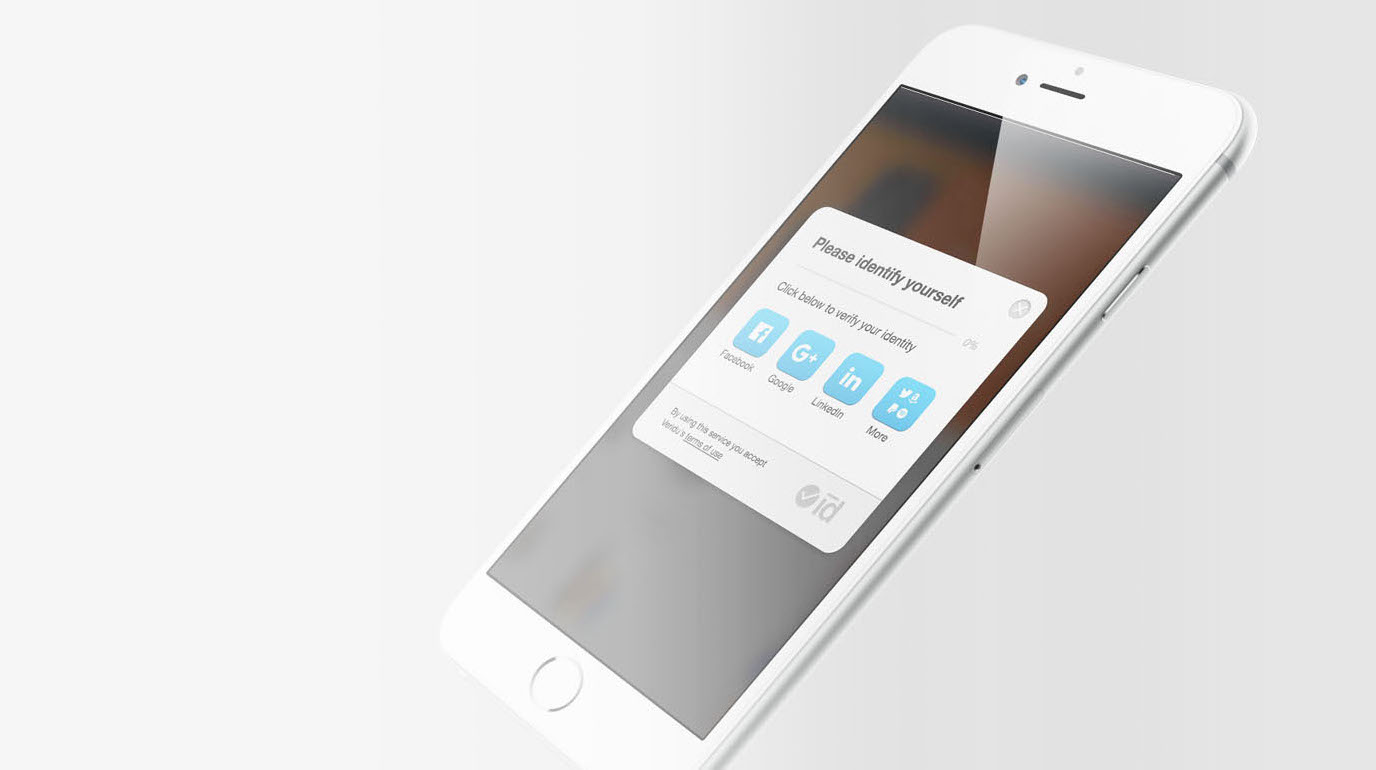 Please identify yourself
Click below to verify your identity
0%
Facebook
Google
LinkedIn
More
By using this service you accept
Veridu's terms of use
id